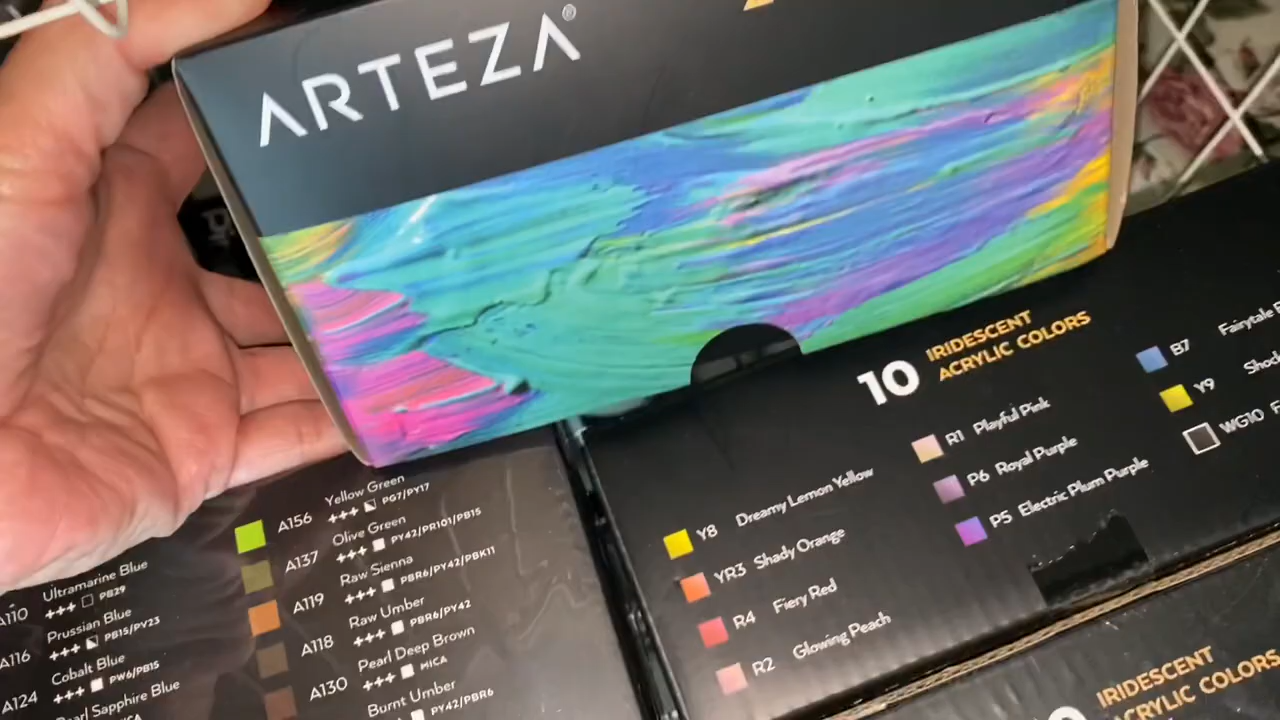 ARTEZA®
10 IRIDESCENT
ACRYLIC COLORS
Y8 Dreamy Lemon Yellow
YR3 Shady Orange
R4 Fiery Red
R2 Glowing Peach
R1 Playful Pink
P6 Royal Purple
P5 Electric Plum Purple
B7 Fairytale
Y9
WG10
A110 Ultramarine Blue
+++ PB29
A116 Prussian Blue
+++ PB15/PV23
A124 Cobalt Blue
+++ PW6/PB15
Pearl Sapphire Blue
A156 Yellow Green
+++ PG7/PY17
A137 Olive Green
+++ PY42/PR101/PB15
A119 Raw Sienna
+++ PBR6/PY42/PBK11
A118 Raw Umber
+++ PBR6/PY42
A130 Pearl Deep Brown
+++ MICA
Burnt Umber
PY42/PBR6
IRIDESCENT
ACRYLIC COLORS